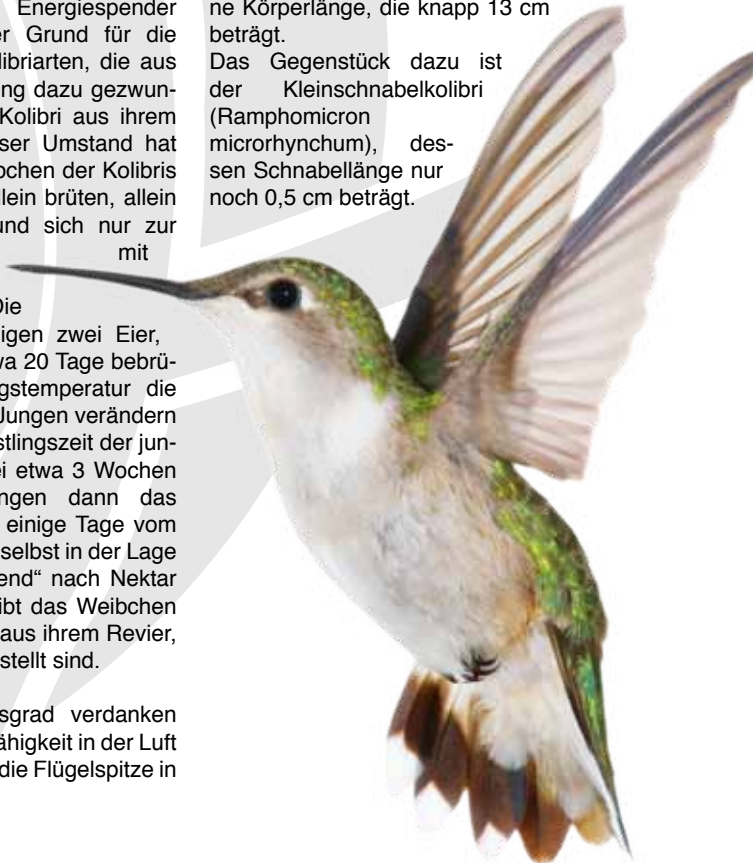 Energiespender
er Grund für die
libriarten, die aus
ng dazu gezwun-
Kolibri aus ihrem
ser Umstand hat
bchen der Kolibris
llein brüten, allein
und sich nur zur
mit
Die
igen zwei Eier,
wa 20 Tage bebrü-
gstemperatur die
Jungen verändern
stlingszeit der jun-
ei etwa 3 Wochen
ngen dann das
einige Tage vom
selbst in der Lage
end“ nach Nektar
ibt das Weibchen
aus ihrem Revier,
stellt sind.
sgrad verdanken
ähigkeit in der Luft
die Flügelspitze in
ne Körperlänge, die knapp 13 cm
beträgt.
Das Gegenstück dazu ist
der Kleinschnabelkolibri
(Ramphomicron
microrhynchum), des-
sen Schnabellänge nur
noch 0,5 cm beträgt.